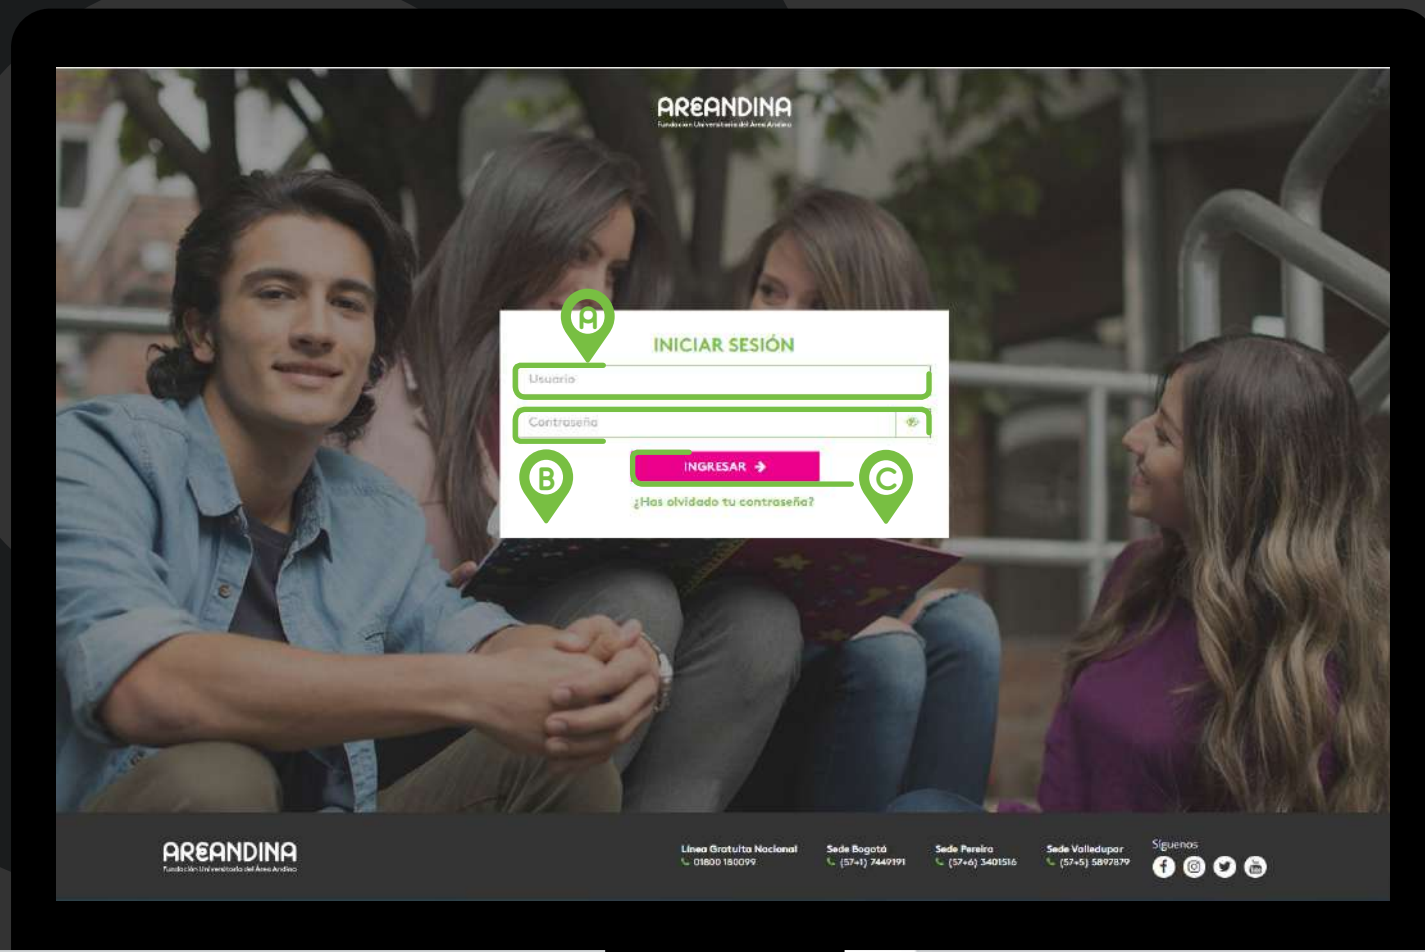 AREANDINA
Fundación Universitaria del Área Andina
A
INICIAR SESIÓN
Usuario
Contraseña
INGRESAR →
B
C
¿Has olvidado tu contraseña?
AREANDINA
Fundación Universitaria del Área Andina
Línea Gratuita Nacional
01800 180099
Sede Bogotá
(57+1) 7449191
Sede Pereira
(57+6) 3401516
Sede Valledupar
(57+5) 5897879
Síguenos